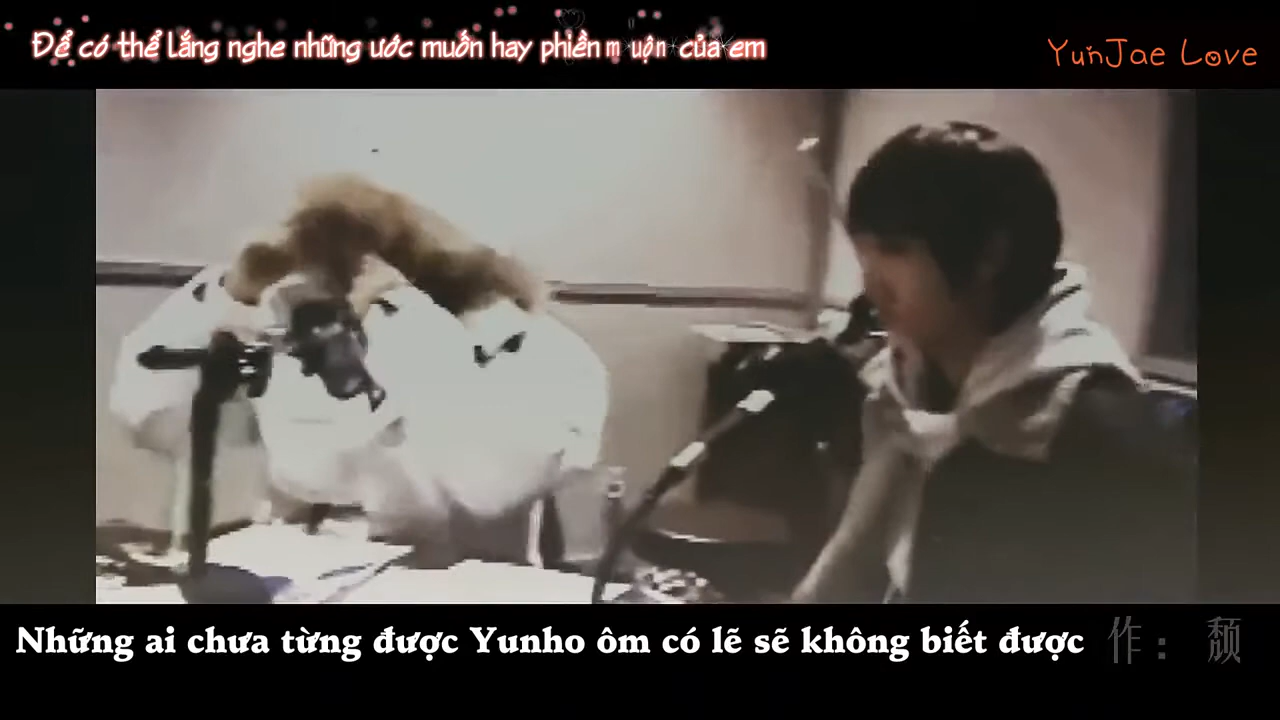 Để có thể lắng nghe những ước muốn hay phiền muộn của em
YunJae Love
Những ai chưa từng được Yunho ôm có lẽ sẽ không biết được
作： 颓